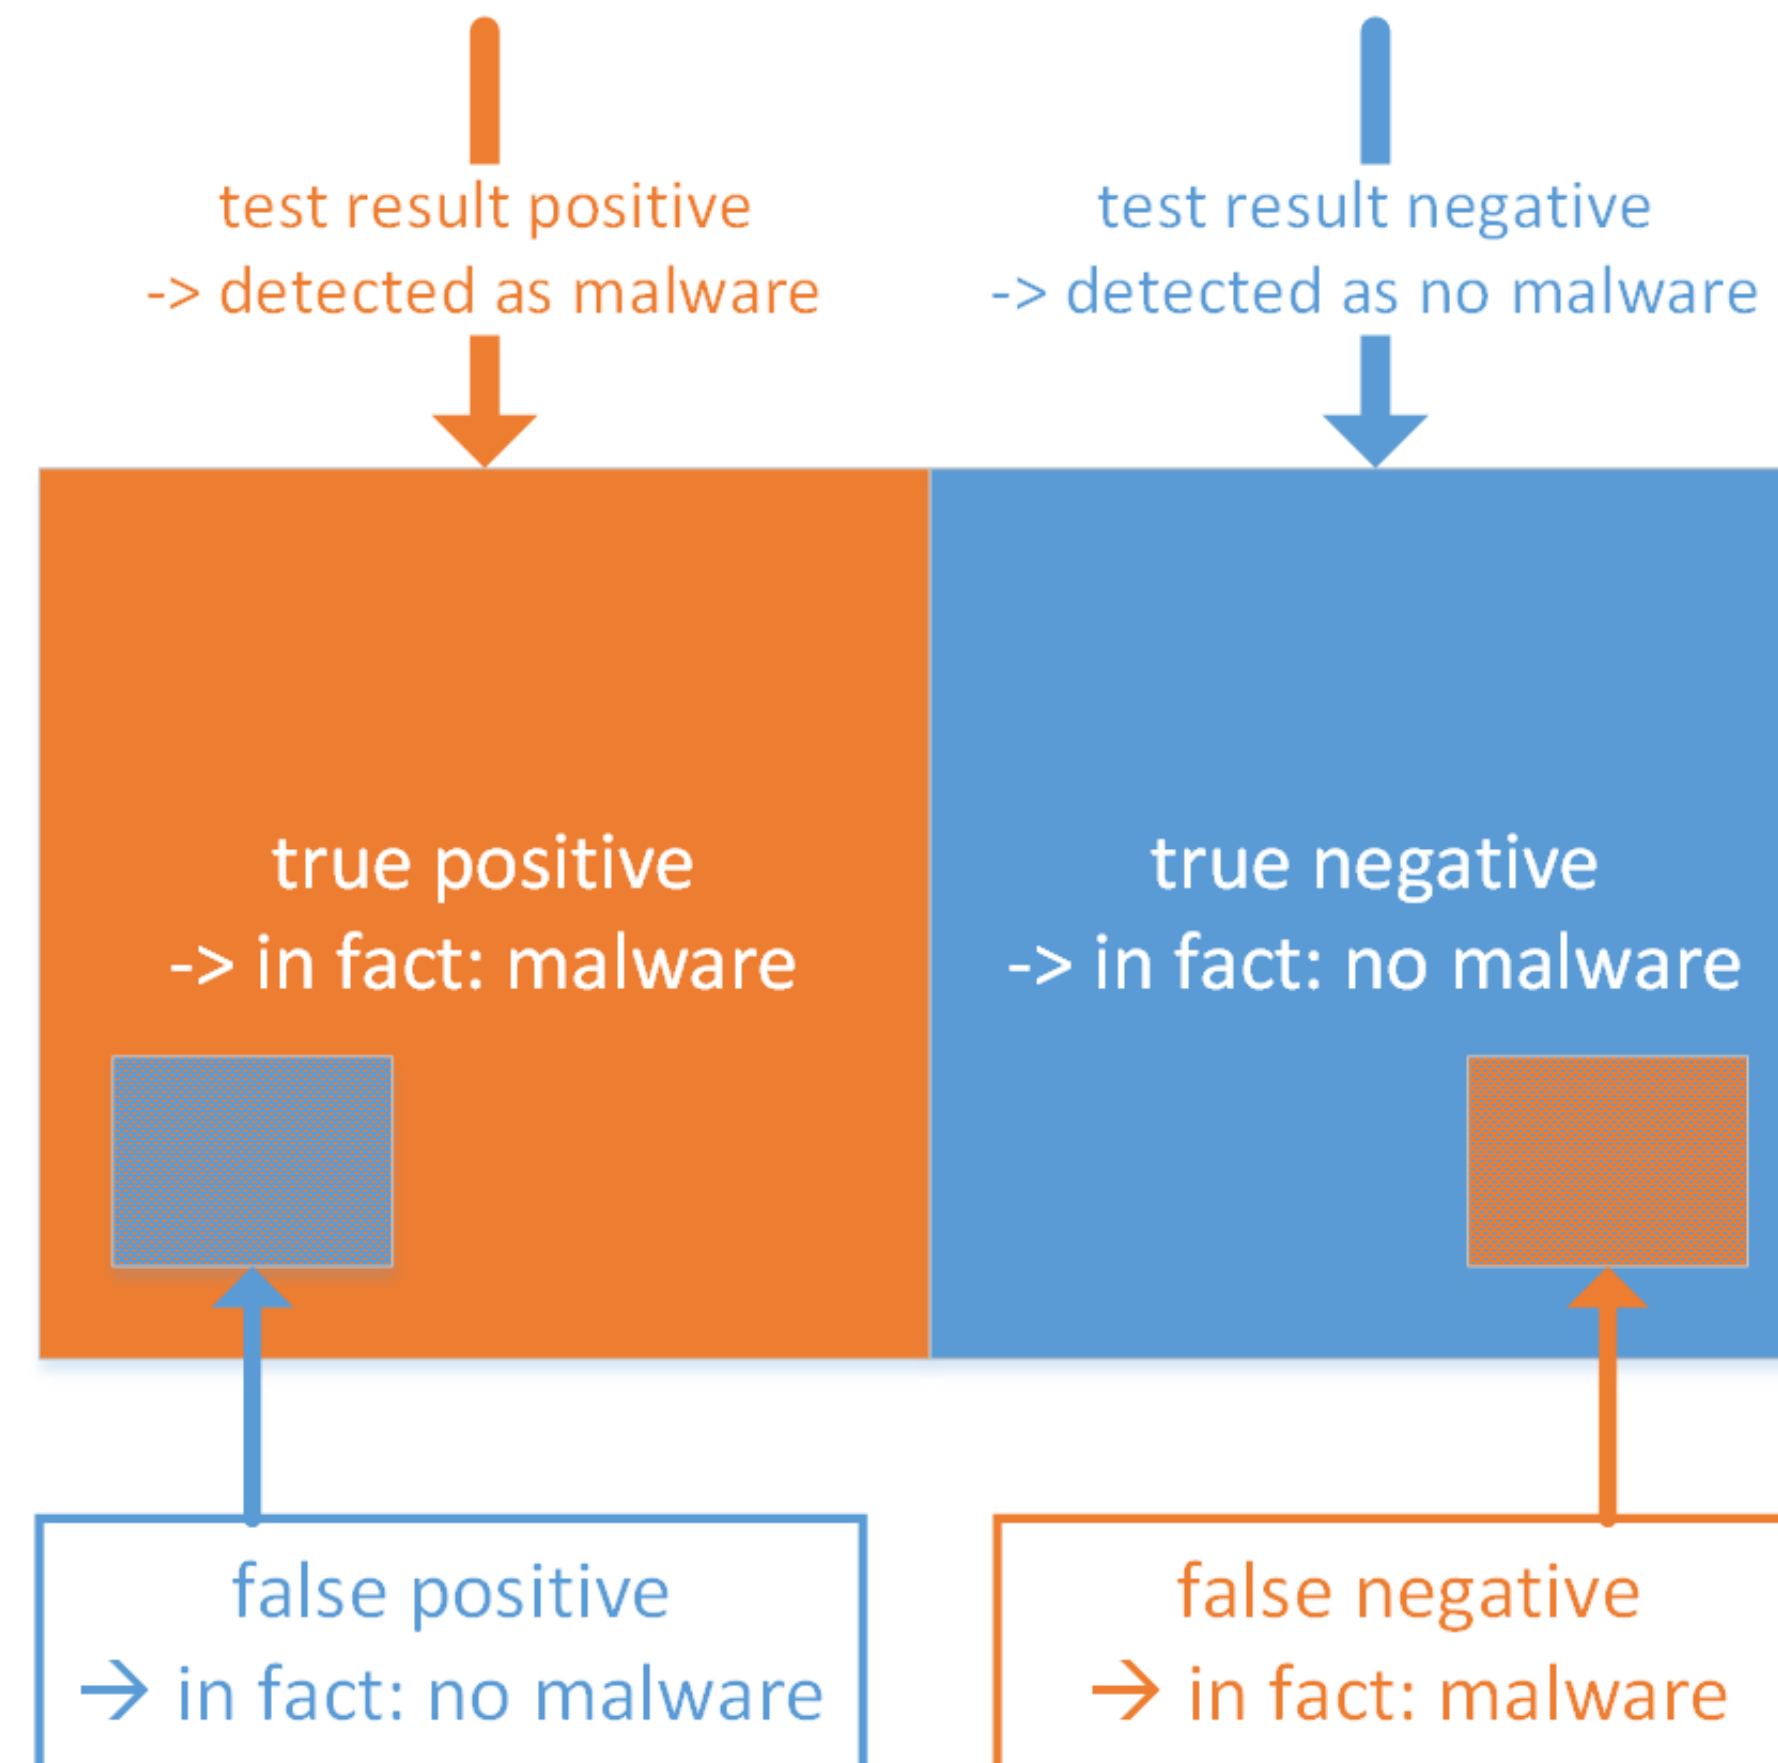 test result positive
-> detected as malware
test result negative
-> detected as no malware
true positive
-> in fact: malware
true negative
-> in fact: no malware
false positive
→ in fact: no malware
false negative
→ in fact: malware